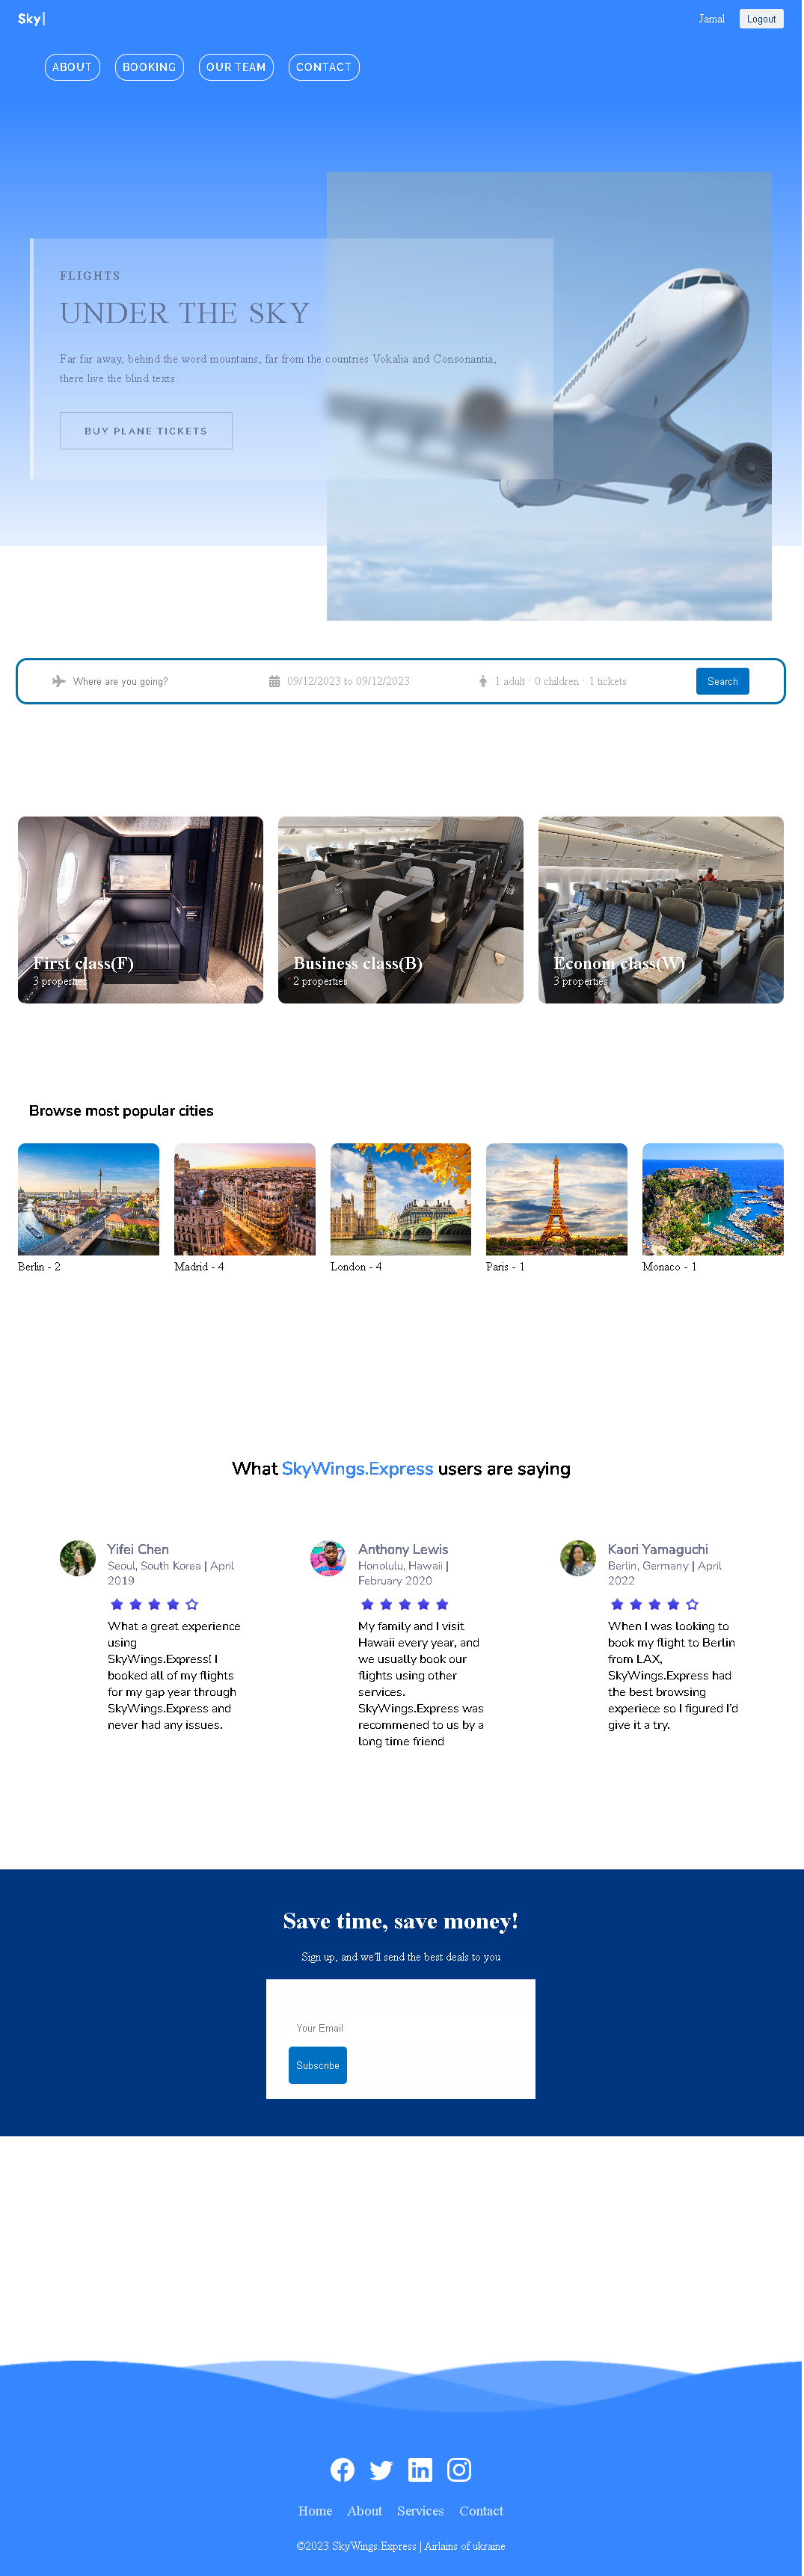 Sky|
Jamal
Logout
ABOUT
BOOKING
OUR TEAM
CONTACT
FLIGHTS
UNDER THE SKY
Far far away, behind the word mountains, far from the countries Vokalia and Consonantia,
there live the blind texts.
BUY PLANE TICKETS
Where are you going?
09/12/2023 to 09/12/2023
1 adult · 0 children · 1 tickets
Search
First class(F)
3 properties
Business class(B)
2 properties
Econom class(W)
3 properties
Browse most popular cities
Berlin - 2
Madrid - 4
London - 4
Paris - 1
Monaco - 1
What SkyWings.Express users are saying
Yifei Chen
Seoul, South Korea | April
2019
What a great experience
using
SkyWings.Express! I
booked all of my flights
for my gap year through
SkyWings.Express and
never had any issues.
Anthony Lewis
Honolulu, Hawaii |
February 2020
My family and I visit
Hawaii every year, and
we usually book our
flights using other
services.
SkyWings.Express was
recommened to us by a
long time friend
Kaori Yamaguchi
Berlin, Germany | April
2022
When I was looking to
book my flight to Berlin
from LAX,
SkyWings.Express had
the best browsing
experiece so I figured I'd
give it a try.
Save time, save money!
Sign up, and we'll send the best deals to you
Your Email
Subscribe
Home
About
Services
Contact
©2023 SkyWings.Express | Airlains of ukraine